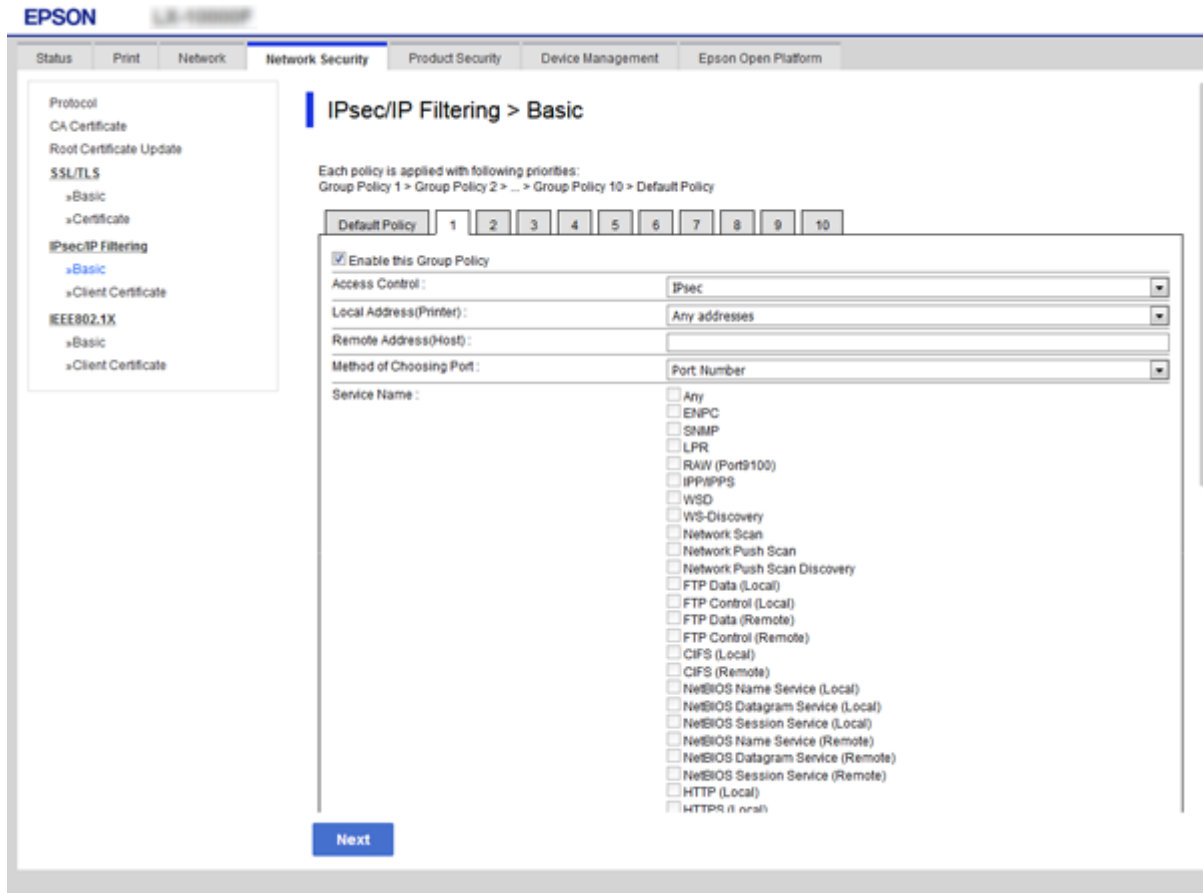 EPSON
Status Print Network Network Security Product Security Device Management Epson Open Platform
Protocol
CA Certificate
Root Certificate Update
SSL/TLS
»Basic
»Certificate
IPsec/IP Filtering
»Basic
»Client Certificate
IEEE802.1X
»Basic
»Client Certificate
IPsec/IP Filtering > Basic
Each policy is applied with following priorities:
Group Policy 1 > Group Policy 2 > ... > Group Policy 10 > Default Policy
Default Policy 1 2 3 4 5 6 7 8 9 10
Enable this Group Policy
Access Control : IPsec
Local Address(Printer) : Any addresses
Remote Address(Host) :
Method of Choosing Port : Port Number
Service Name : Any
ENPC
SNMP
LPR
RAW (Port9100)
IPP/IPPS
WSD
WS-Discovery
Network Scan
Network Push Scan
Network Push Scan Discovery
FTP Data (Local)
FTP Control (Local)
FTP Data (Remote)
FTP Control (Remote)
CIFS (Local)
CIFS (Remote)
NetBIOS Name Service (Local)
NetBIOS Datagram Service (Local)
NetBIOS Session Service (Local)
NetBIOS Name Service (Remote)
NetBIOS Datagram Service (Remote)
NetBIOS Session Service (Remote)
HTTP (Local)
HTTPS (Local)
Next